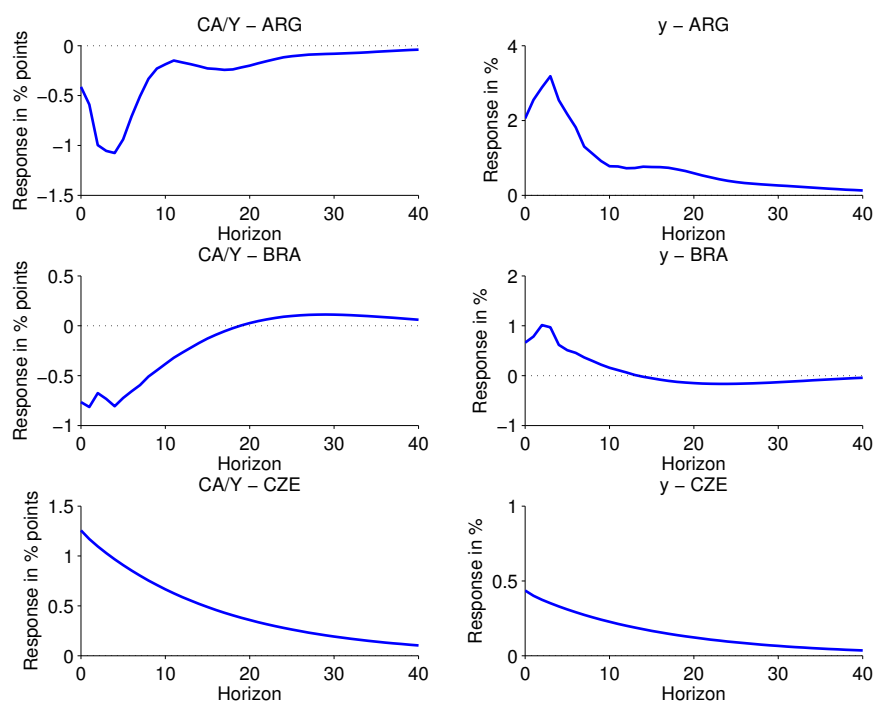 CA/Y − ARG
Response in % points
0
−0.5
−1
−1.5
0 10 20 30 40
Horizon
y − ARG
Response in %
4
2
0
0 10 20 30 40
Horizon
CA/Y − BRA
Response in % points
0.5
0
−0.5
−1
0 10 20 30 40
Horizon
y − BRA
Response in %
2
1
0
−1
0 10 20 30 40
Horizon
CA/Y − CZE
Response in % points
1.5
1
0.5
0
0 10 20 30 40
Horizon
y − CZE
Response in %
1
0.5
0
0 10 20 30 40
Horizon